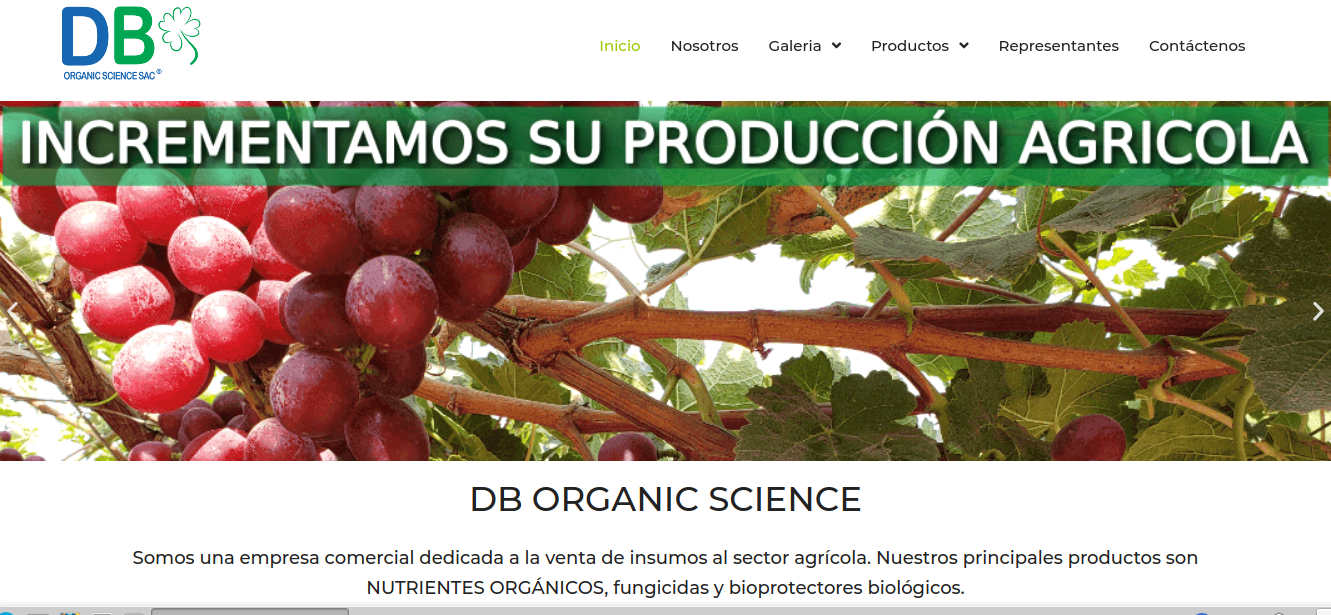 DB
ORGANIC SCIENCE SAC®
Inicio
Nosotros
Galeria
Productos
Representantes
Contáctenos
INCREMENTAMOS SU PRODUCCIÓN AGRICOLA
DB ORGANIC SCIENCE
Somos una empresa comercial dedicada a la venta de insumos al sector agrícola. Nuestros principales productos son
NUTRIENTES ORGÁNICOS, fungicidas y bioprotectores biológicos.